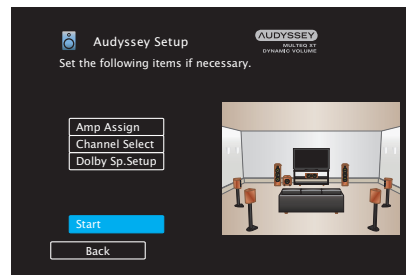 Audyssey Setup
AUDYSSEY
MULTEQ XT
DYNAMIC VOLUME
Set the following items if necessary.
Amp Assign
Channel Select
Dolby Sp.Setup
Start
Back